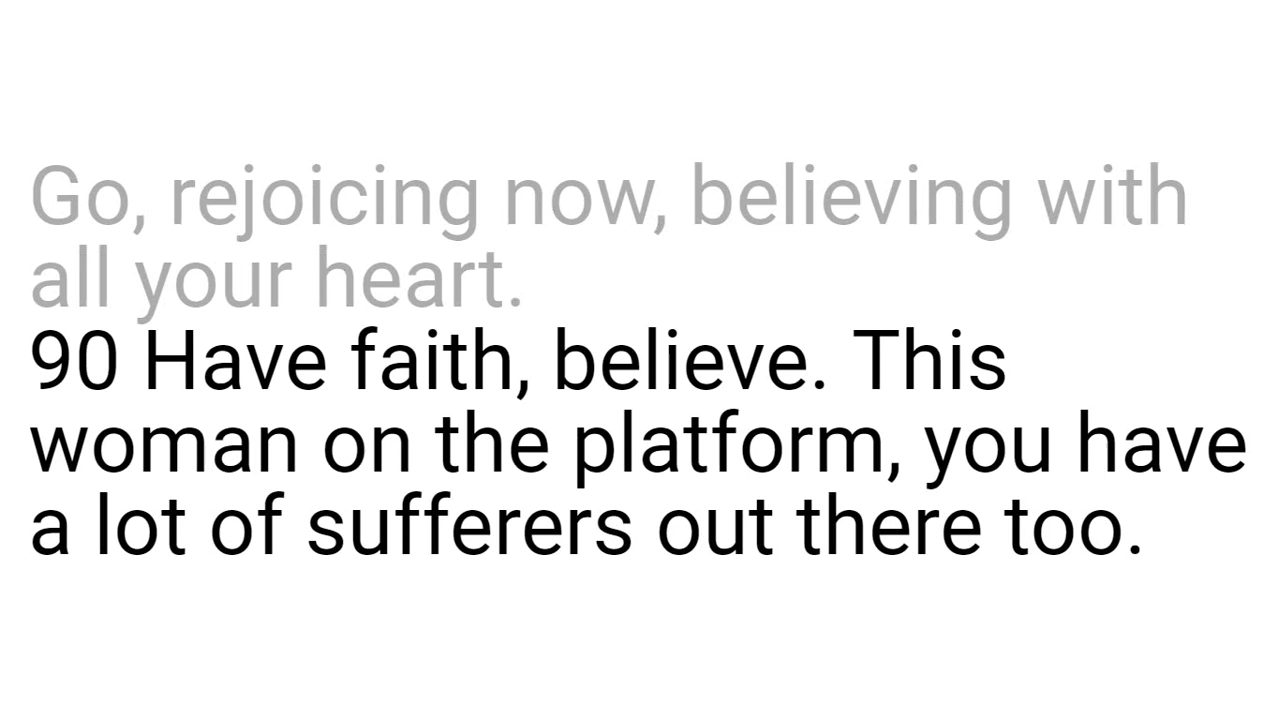 Go, rejoicing now, believing with
all your heart.
90 Have faith, believe. This
woman on the platform, you have
a lot of sufferers out there too.